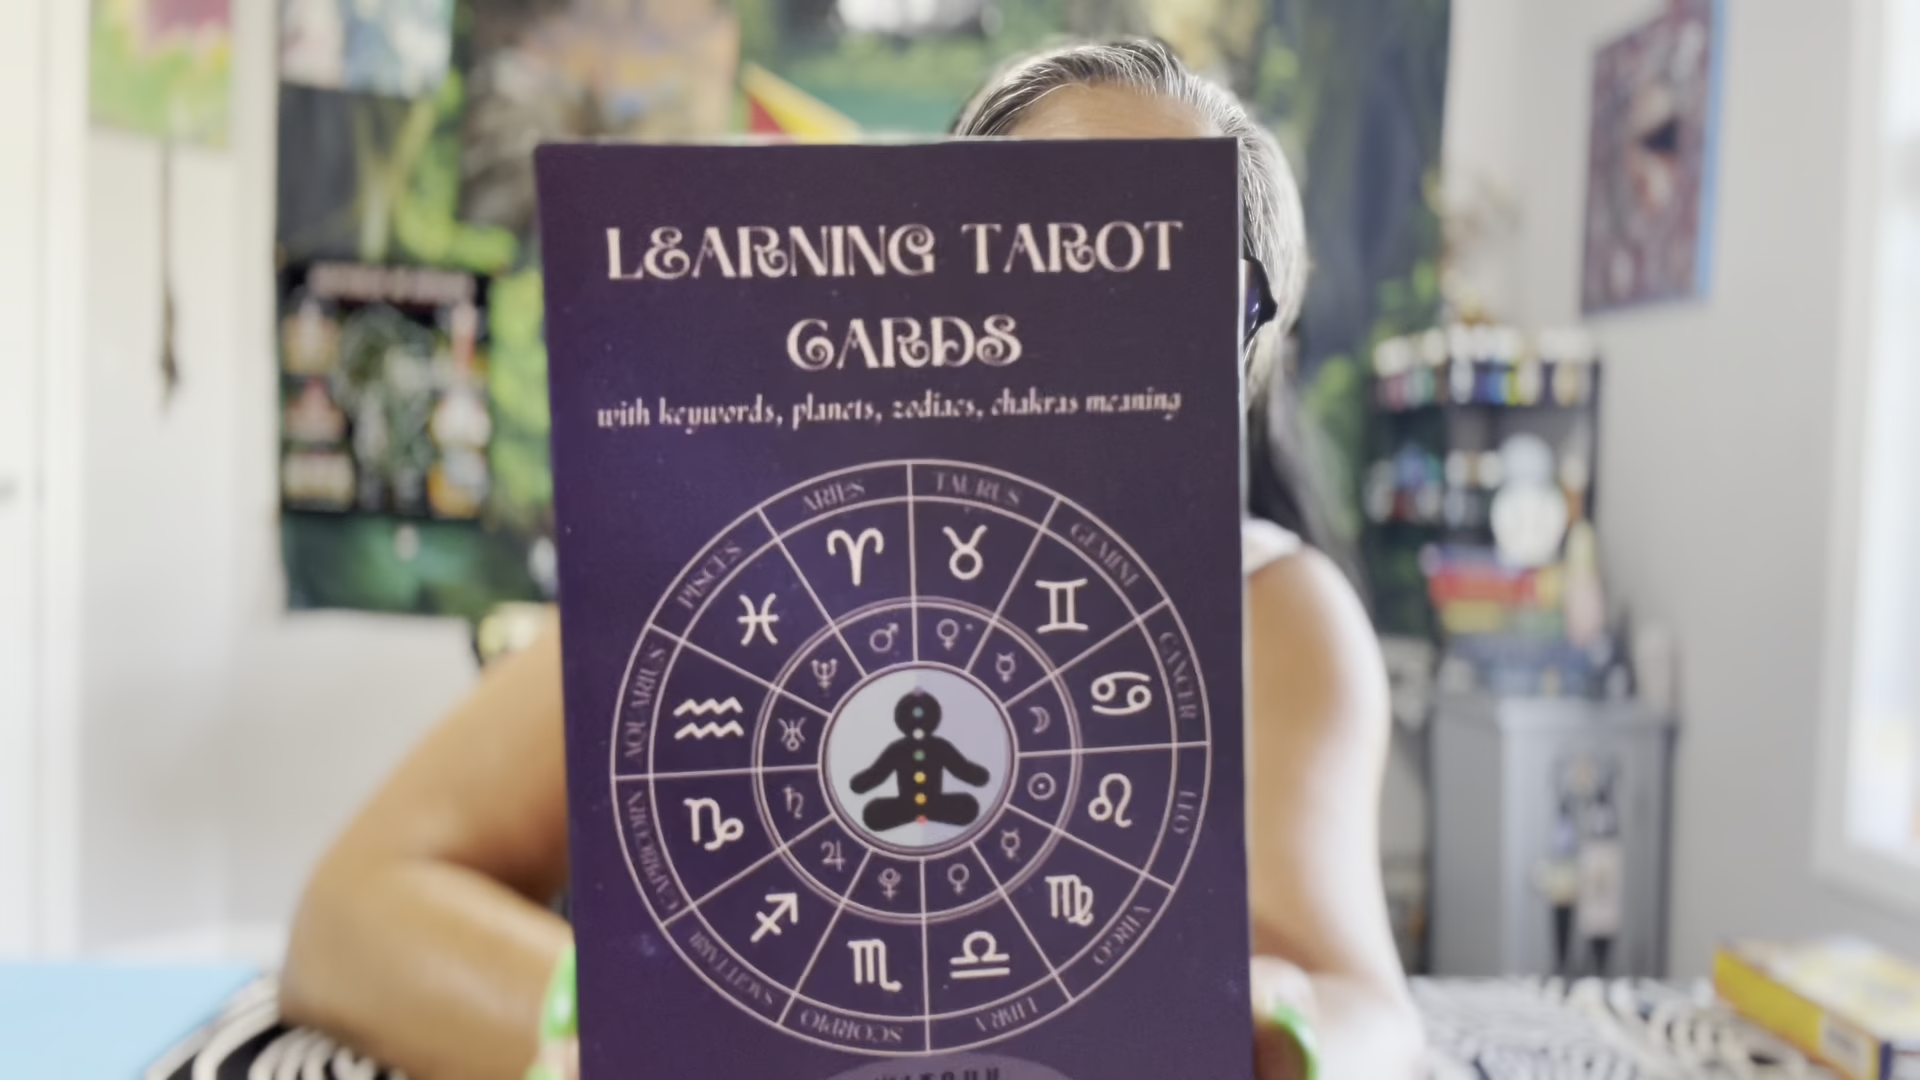 LEARNING TAROT
CARDS
with keywords, planets, zodiacs, chakras meaning
ARIES
TAURUS
GEMINI
CANCER
LEO
VIRGO
LIBRA
SCORPIO
SAGITTARII
CAPRICORN
AQUARIUS
PISCES